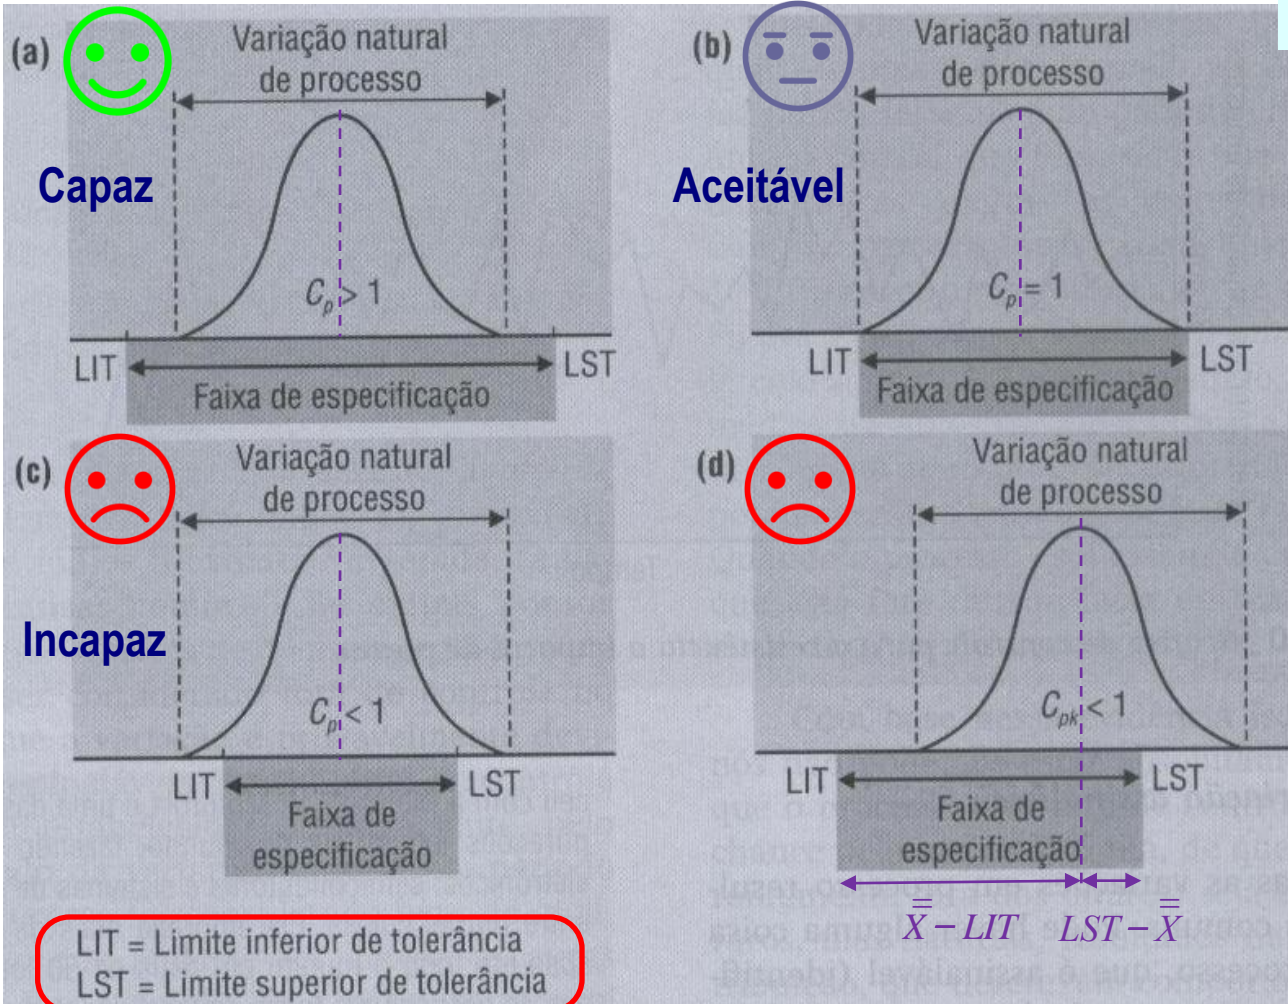 (a)
Variação natural
de processo
Capaz
Cp > 1
LIT
LST
Faixa de especificação
(b)
Variação natural
de processo
Aceitável
Cp = 1
LIT
LST
Faixa de especificação
(c)
Variação natural
de processo
Incapaz
Cp < 1
LIT
LST
Faixa de
especificação
(d)
Variação natural
de processo
Cpk < 1
LIT
LST
Faixa de
especificação
X̿ − LIT
LST − X̿
LIT = Limite inferior de tolerância
LST = Limite superior de tolerância